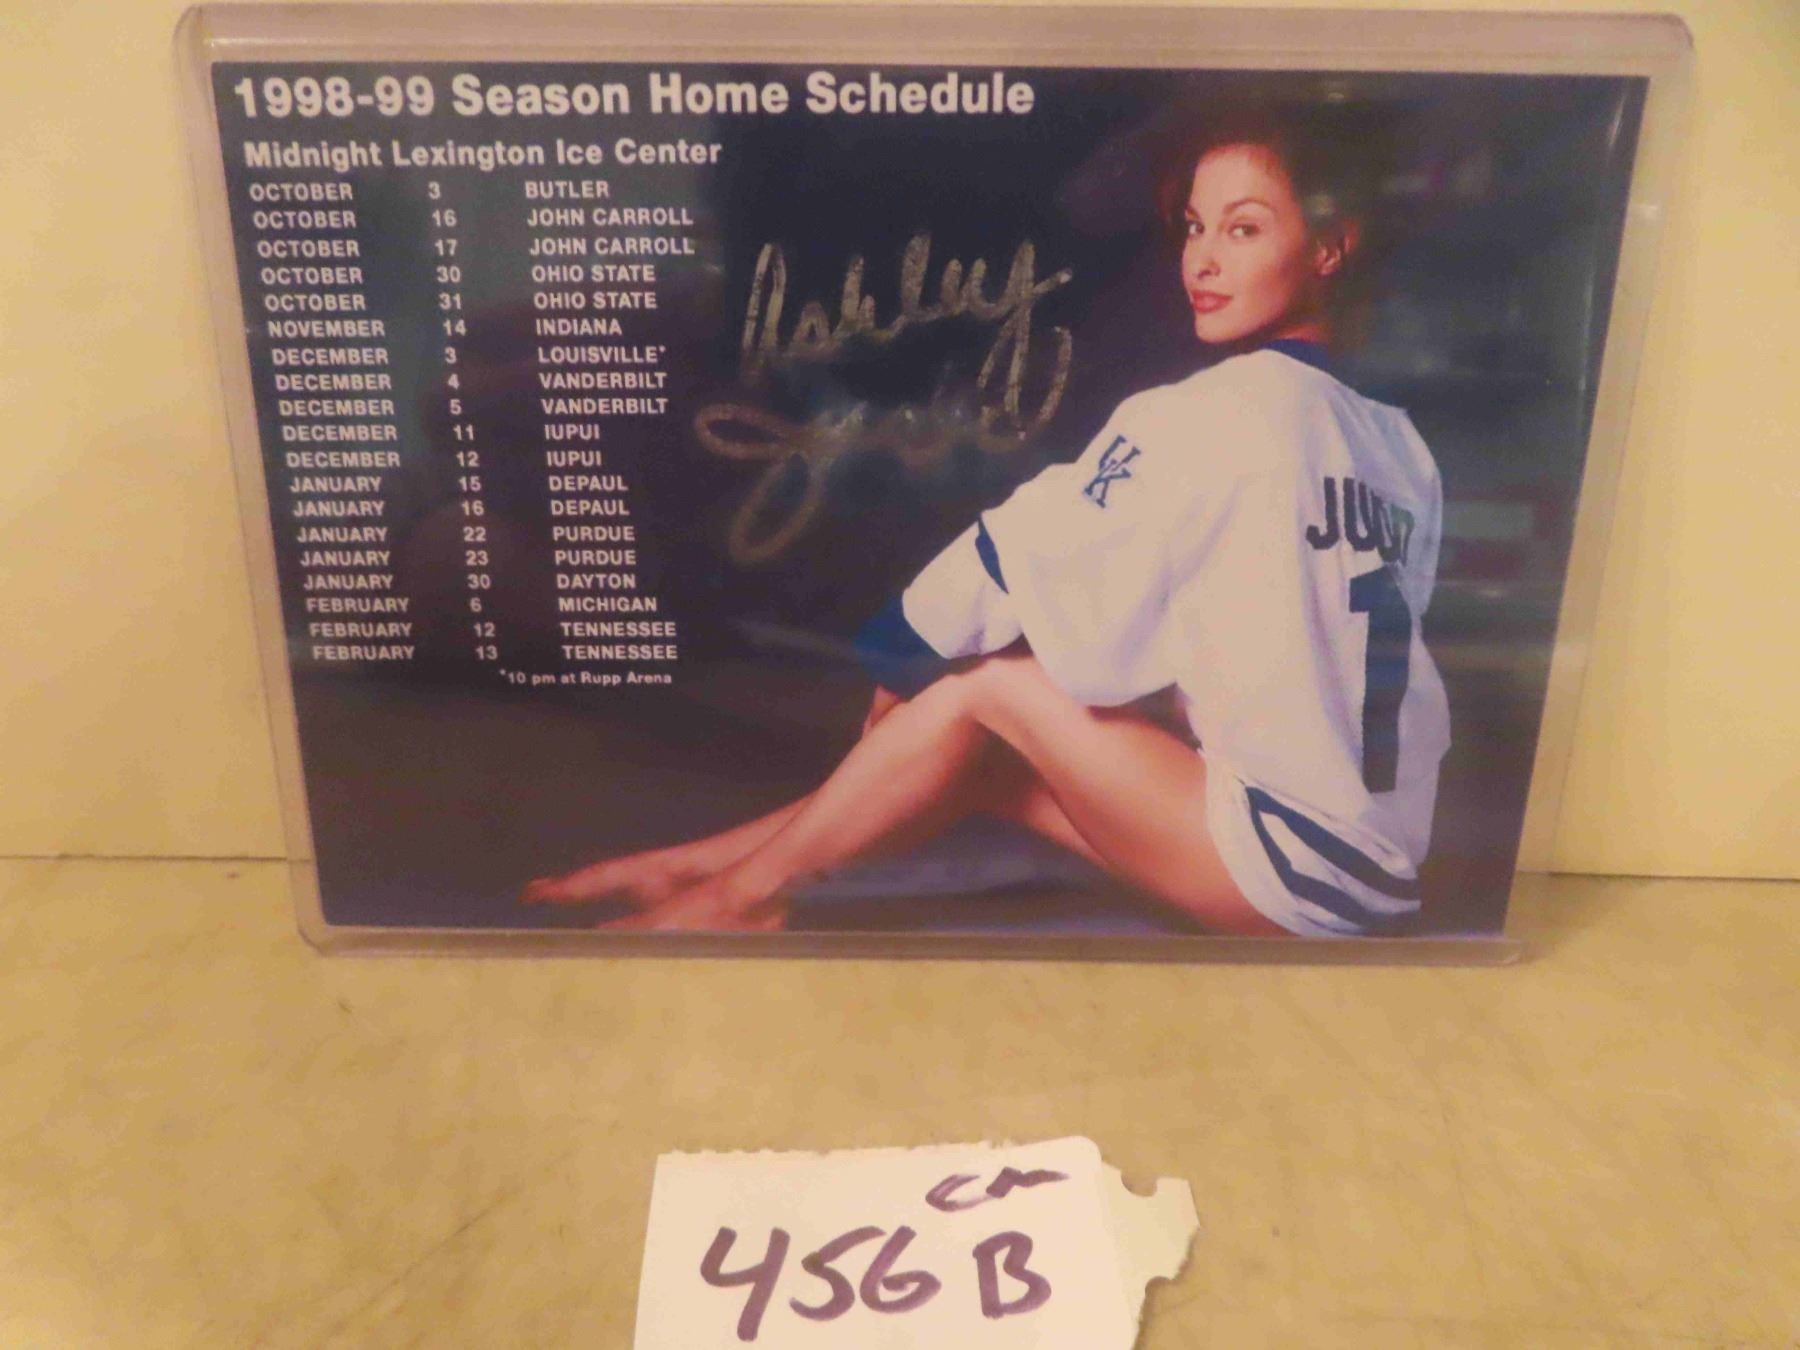 1998-99 Season Home Schedule
Midnight Lexington Ice Center
OCTOBER 3 BUTLER
OCTOBER 16 JOHN CARROLL
OCTOBER 17 JOHN CARROLL
OCTOBER 30 OHIO STATE
OCTOBER 31 OHIO STATE
NOVEMBER 14 INDIANA
DECEMBER 3 LOUISVILLE*
DECEMBER 4 VANDERBILT
DECEMBER 5 VANDERBILT
DECEMBER 11 IUPUI
DECEMBER 12 IUPUI
JANUARY 15 DEPAUL
JANUARY 16 DEPAUL
JANUARY 22 PURDUE
JANUARY 23 PURDUE
JANUARY 30 DAYTON
FEBRUARY 6 MICHIGAN
FEBRUARY 12 TENNESSEE
FEBRUARY 13 TENNESSEE
*10 pm at Rupp Arena
Ashley
Judd
UK
JUDD
1
CM
456 B